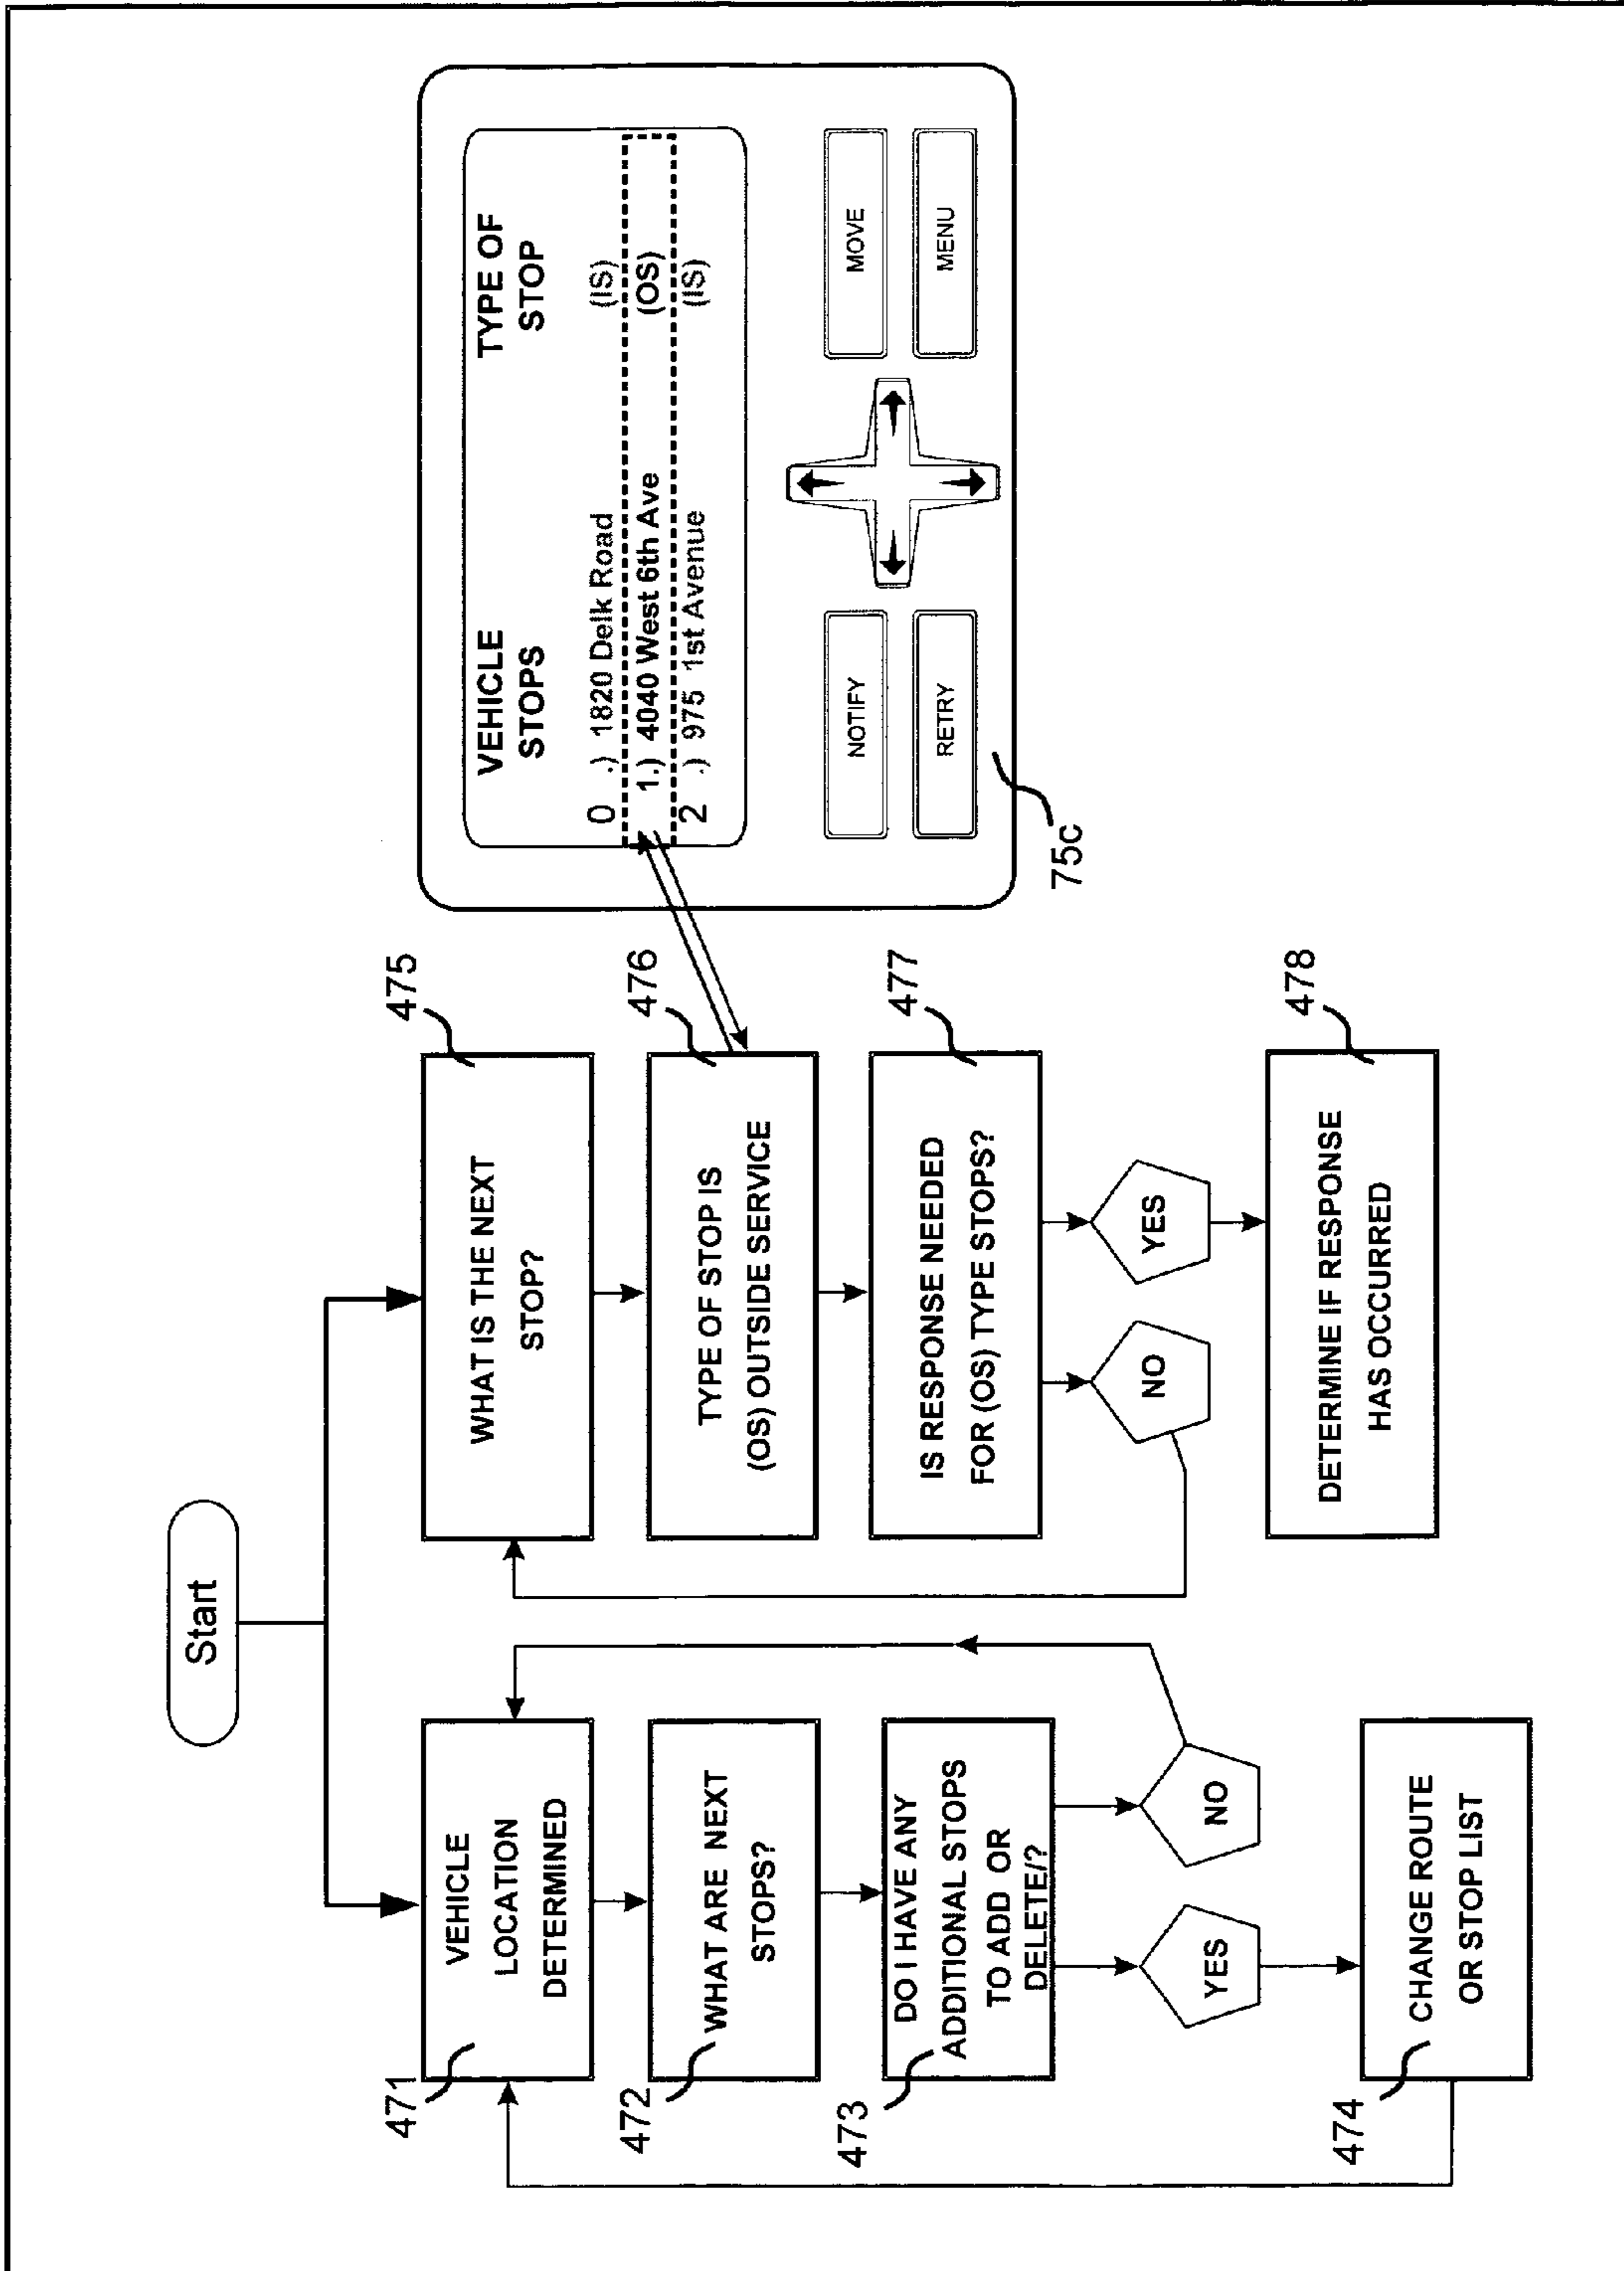 Start
471
VEHICLE
LOCATION
DETERMINED
472
WHAT ARE NEXT
STOPS?
473
DO I HAVE ANY
ADDITIONAL STOPS
TO ADD OR
DELETE/?
YES
NO
474
CHANGE ROUTE
OR STOP LIST
475
WHAT IS THE NEXT
STOP?
476
TYPE OF STOP IS
(OS) OUTSIDE SERVICE
477
IS RESPONSE NEEDED
FOR (OS) TYPE STOPS?
NO
YES
478
DETERMINE IF RESPONSE
HAS OCCURRED
VEHICLE
STOPS
TYPE OF
STOP
0 .) 1820 Delk Road (IS)
1.) 4040 West 6th Ave (OS)
2 .) 975 1st Avenue (IS)
NOTIFY
RETRY
MOVE
MENU
75c